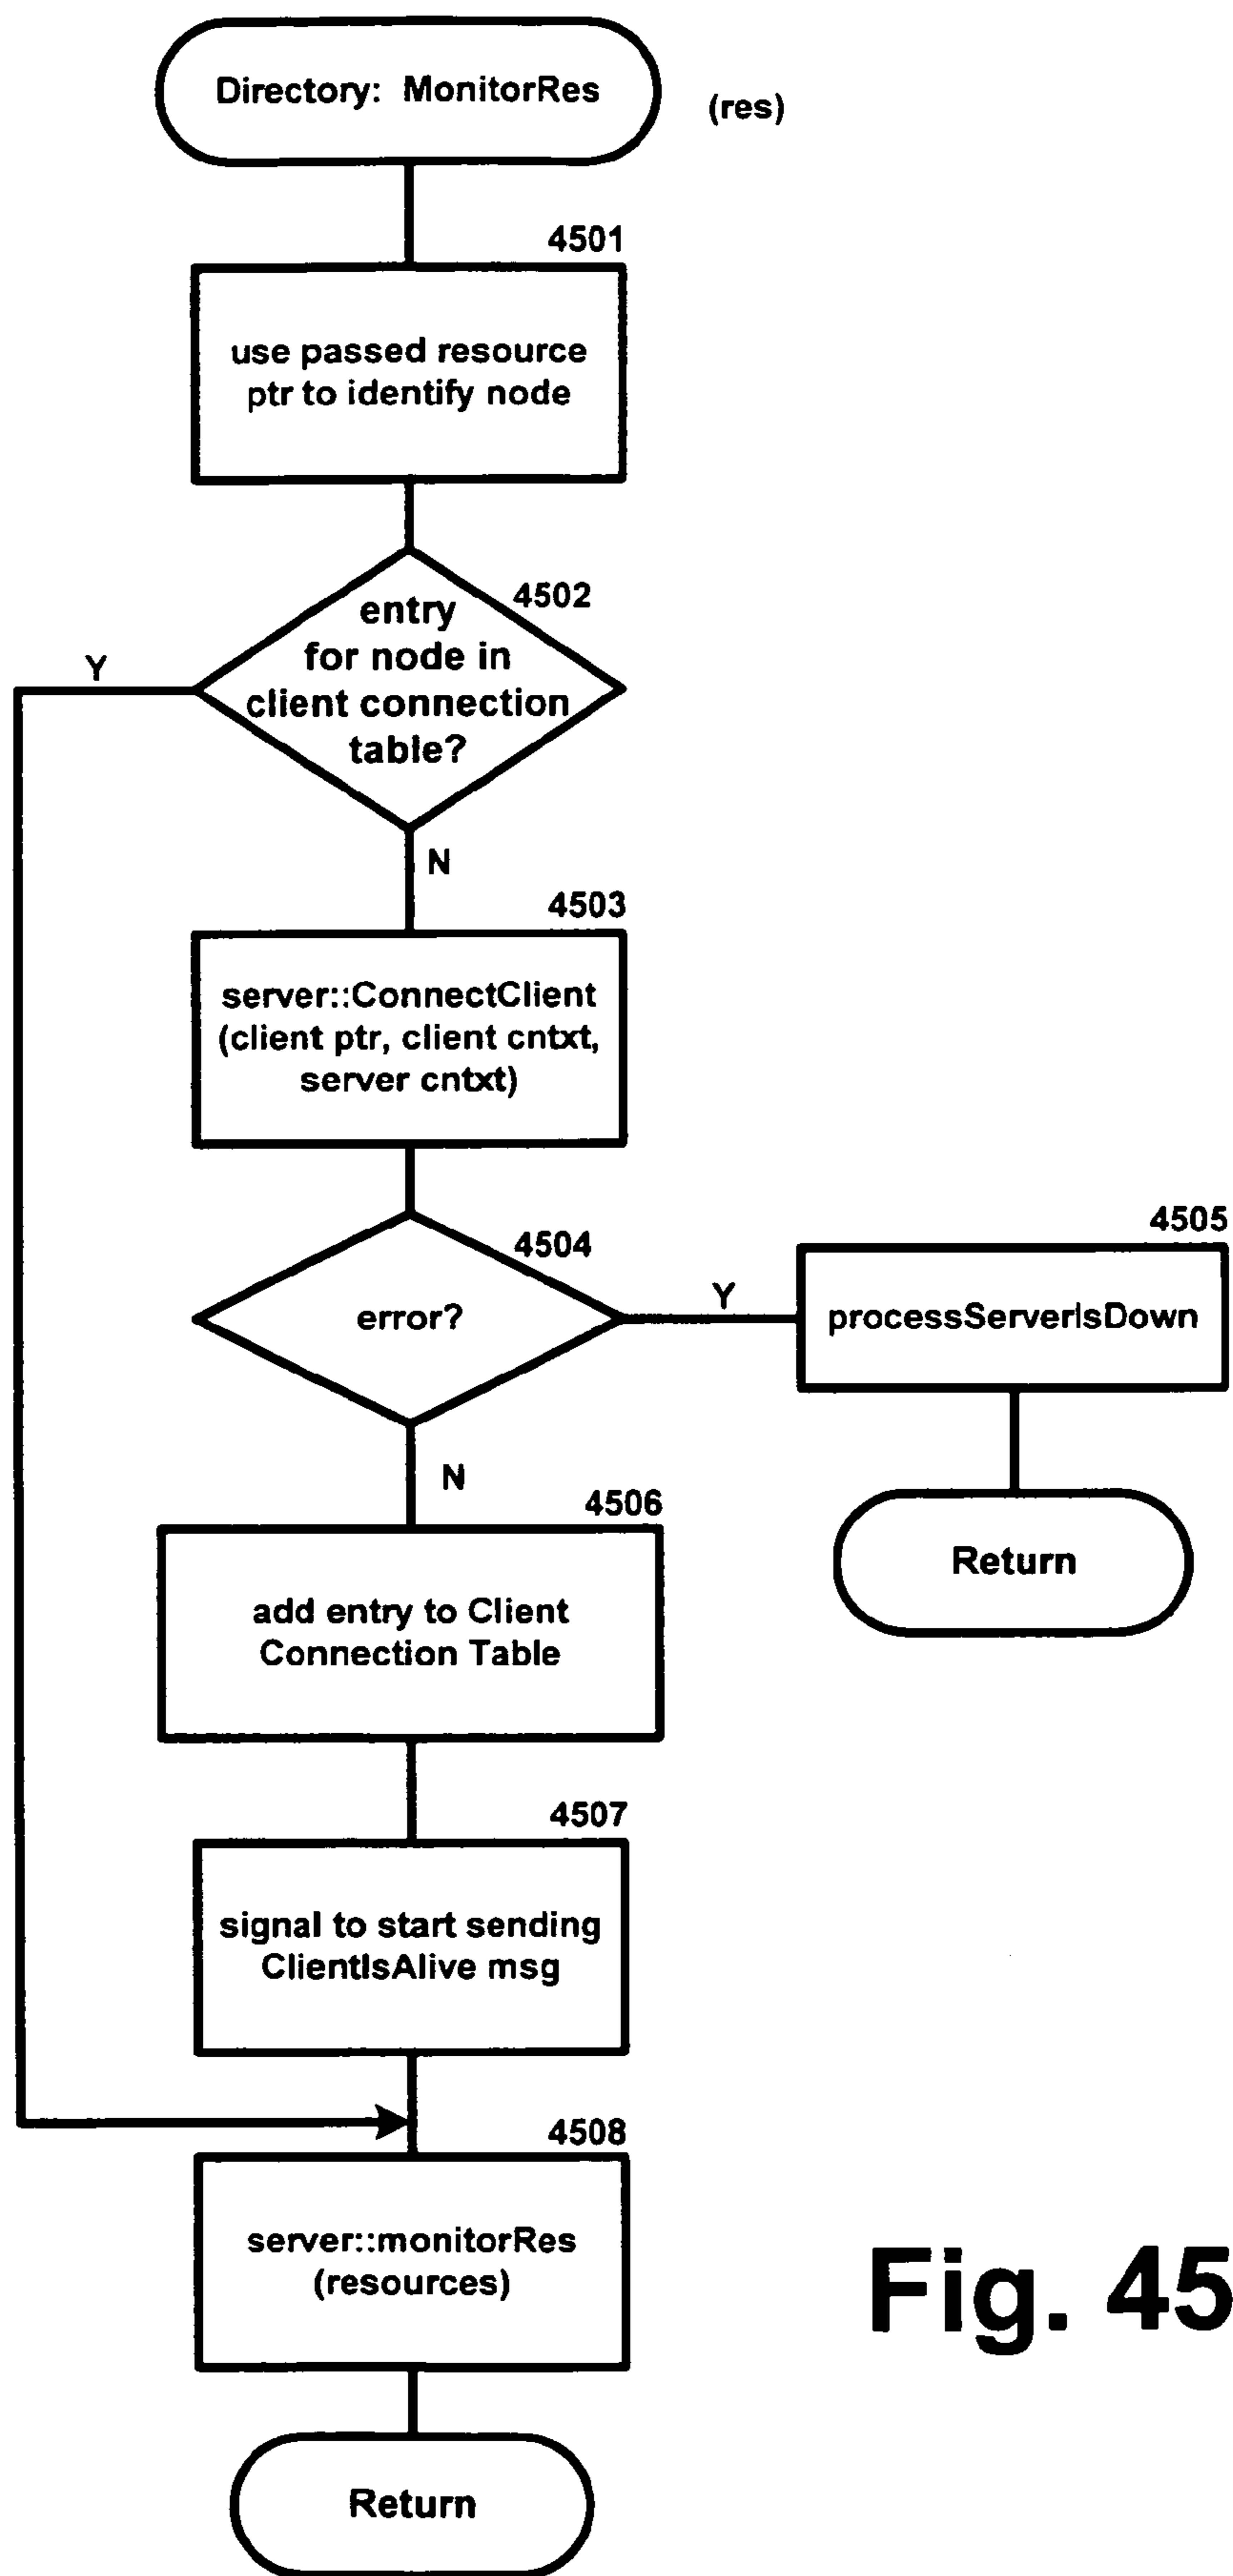 Directory: MonitorRes
(res)
4501
use passed resource
ptr to identify node
4502
entry
for node in
client connection
table?
Y
N
4503
server::ConnectClient
(client ptr, client cntxt,
server cntxt)
4504
error?
Y
4505
processServerIsDown
Return
N
4506
add entry to Client
Connection Table
4507
signal to start sending
ClientIsAlive msg
4508
server::monitorRes
(resources)
Return
Fig. 45